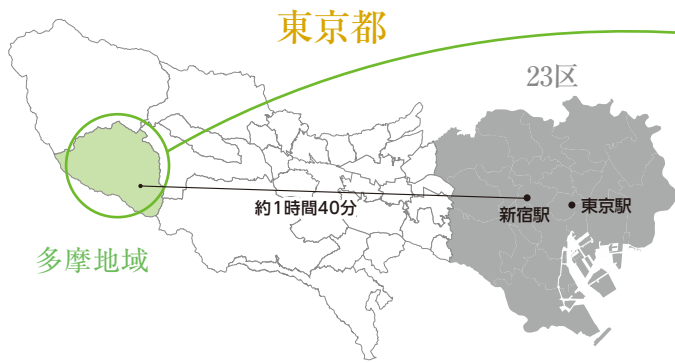 東京都
23区
約1時間40分
新宿駅
東京駅
多摩地域